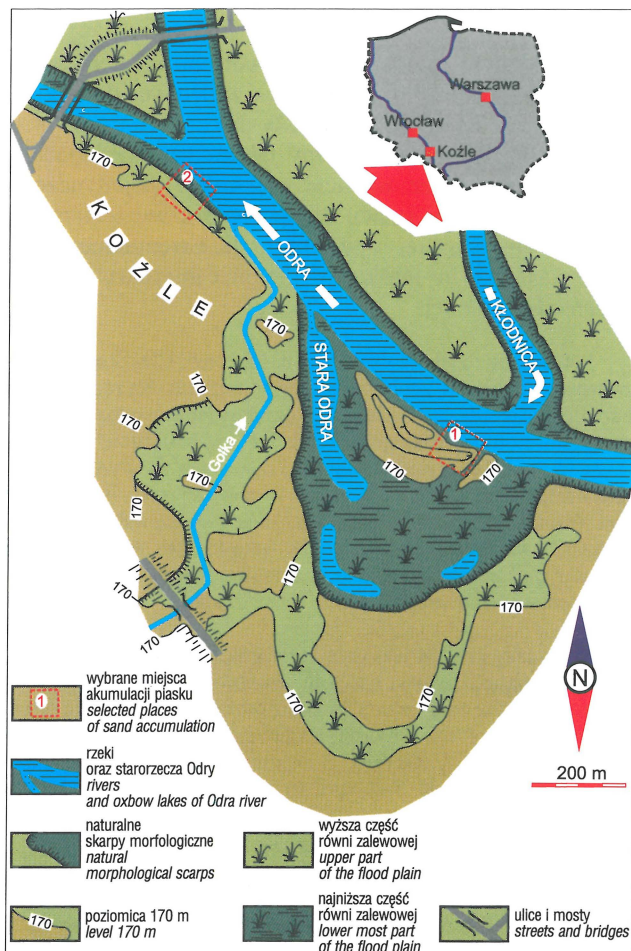 Warszawa
Wrocław
Koźle
170
2
KOŹLE
ODRA
KŁODNICA
170
STARA ODRA
170
170
Golka
1
170
170
170
170
170
170
170
170
170
170
170
N
200 m
1
wybrane miejsca
akumulacji piasku
selected places
of sand accumulation
rzeki
oraz starorzecza Odry
rivers
and oxbow lakes of Odra river
naturalne
skarpy morfologiczne
natural
morphological scarps
wyższa część
równi zalewowej
upper part
of the flood plain
170
poziomica 170 m
level 170 m
najniższa część
równi zalewowej
lower most part
of the flood plain
ulice i mosty
streets and bridges